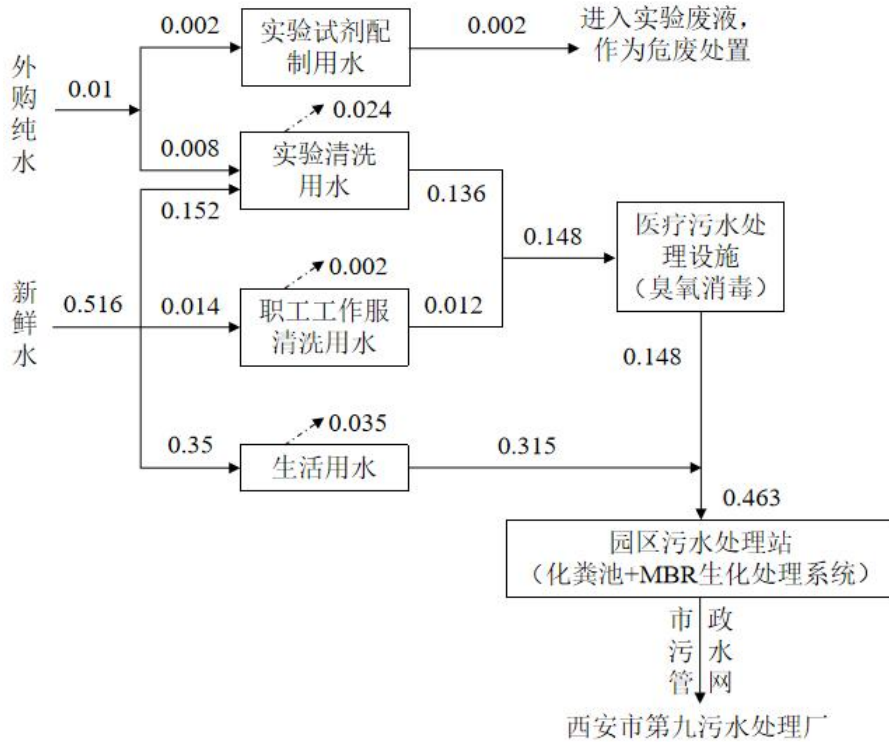 外购纯水
0.01
0.002
实验试剂配
制用水
0.002
进入实验废液，
作为危废处置
0.008
0.024
实验清洗
用水
0.152
0.136
新鲜水
0.516
0.014
0.002
职工工作服
清洗用水
0.012
0.148
医疗污水处
理设施
（臭氧消毒）
0.148
0.35
0.035
生活用水
0.315
0.463
园区污水处理站
（化粪池+MBR生化处理系统）
市政
污水
管网
西安市第九污水处理厂